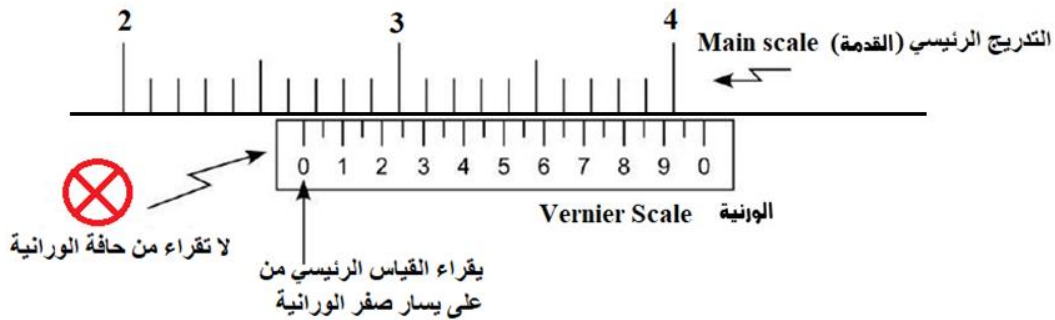 2 3 4
التدريج الرئيسي (القدمة) Main scale
0 1 2 3 4 5 6 7 8 9 0
Vernier Scale الورنية
لا تقراء من حافة الورانية
يقراء القياس الرئيسي من
على يسار صفر الورانية